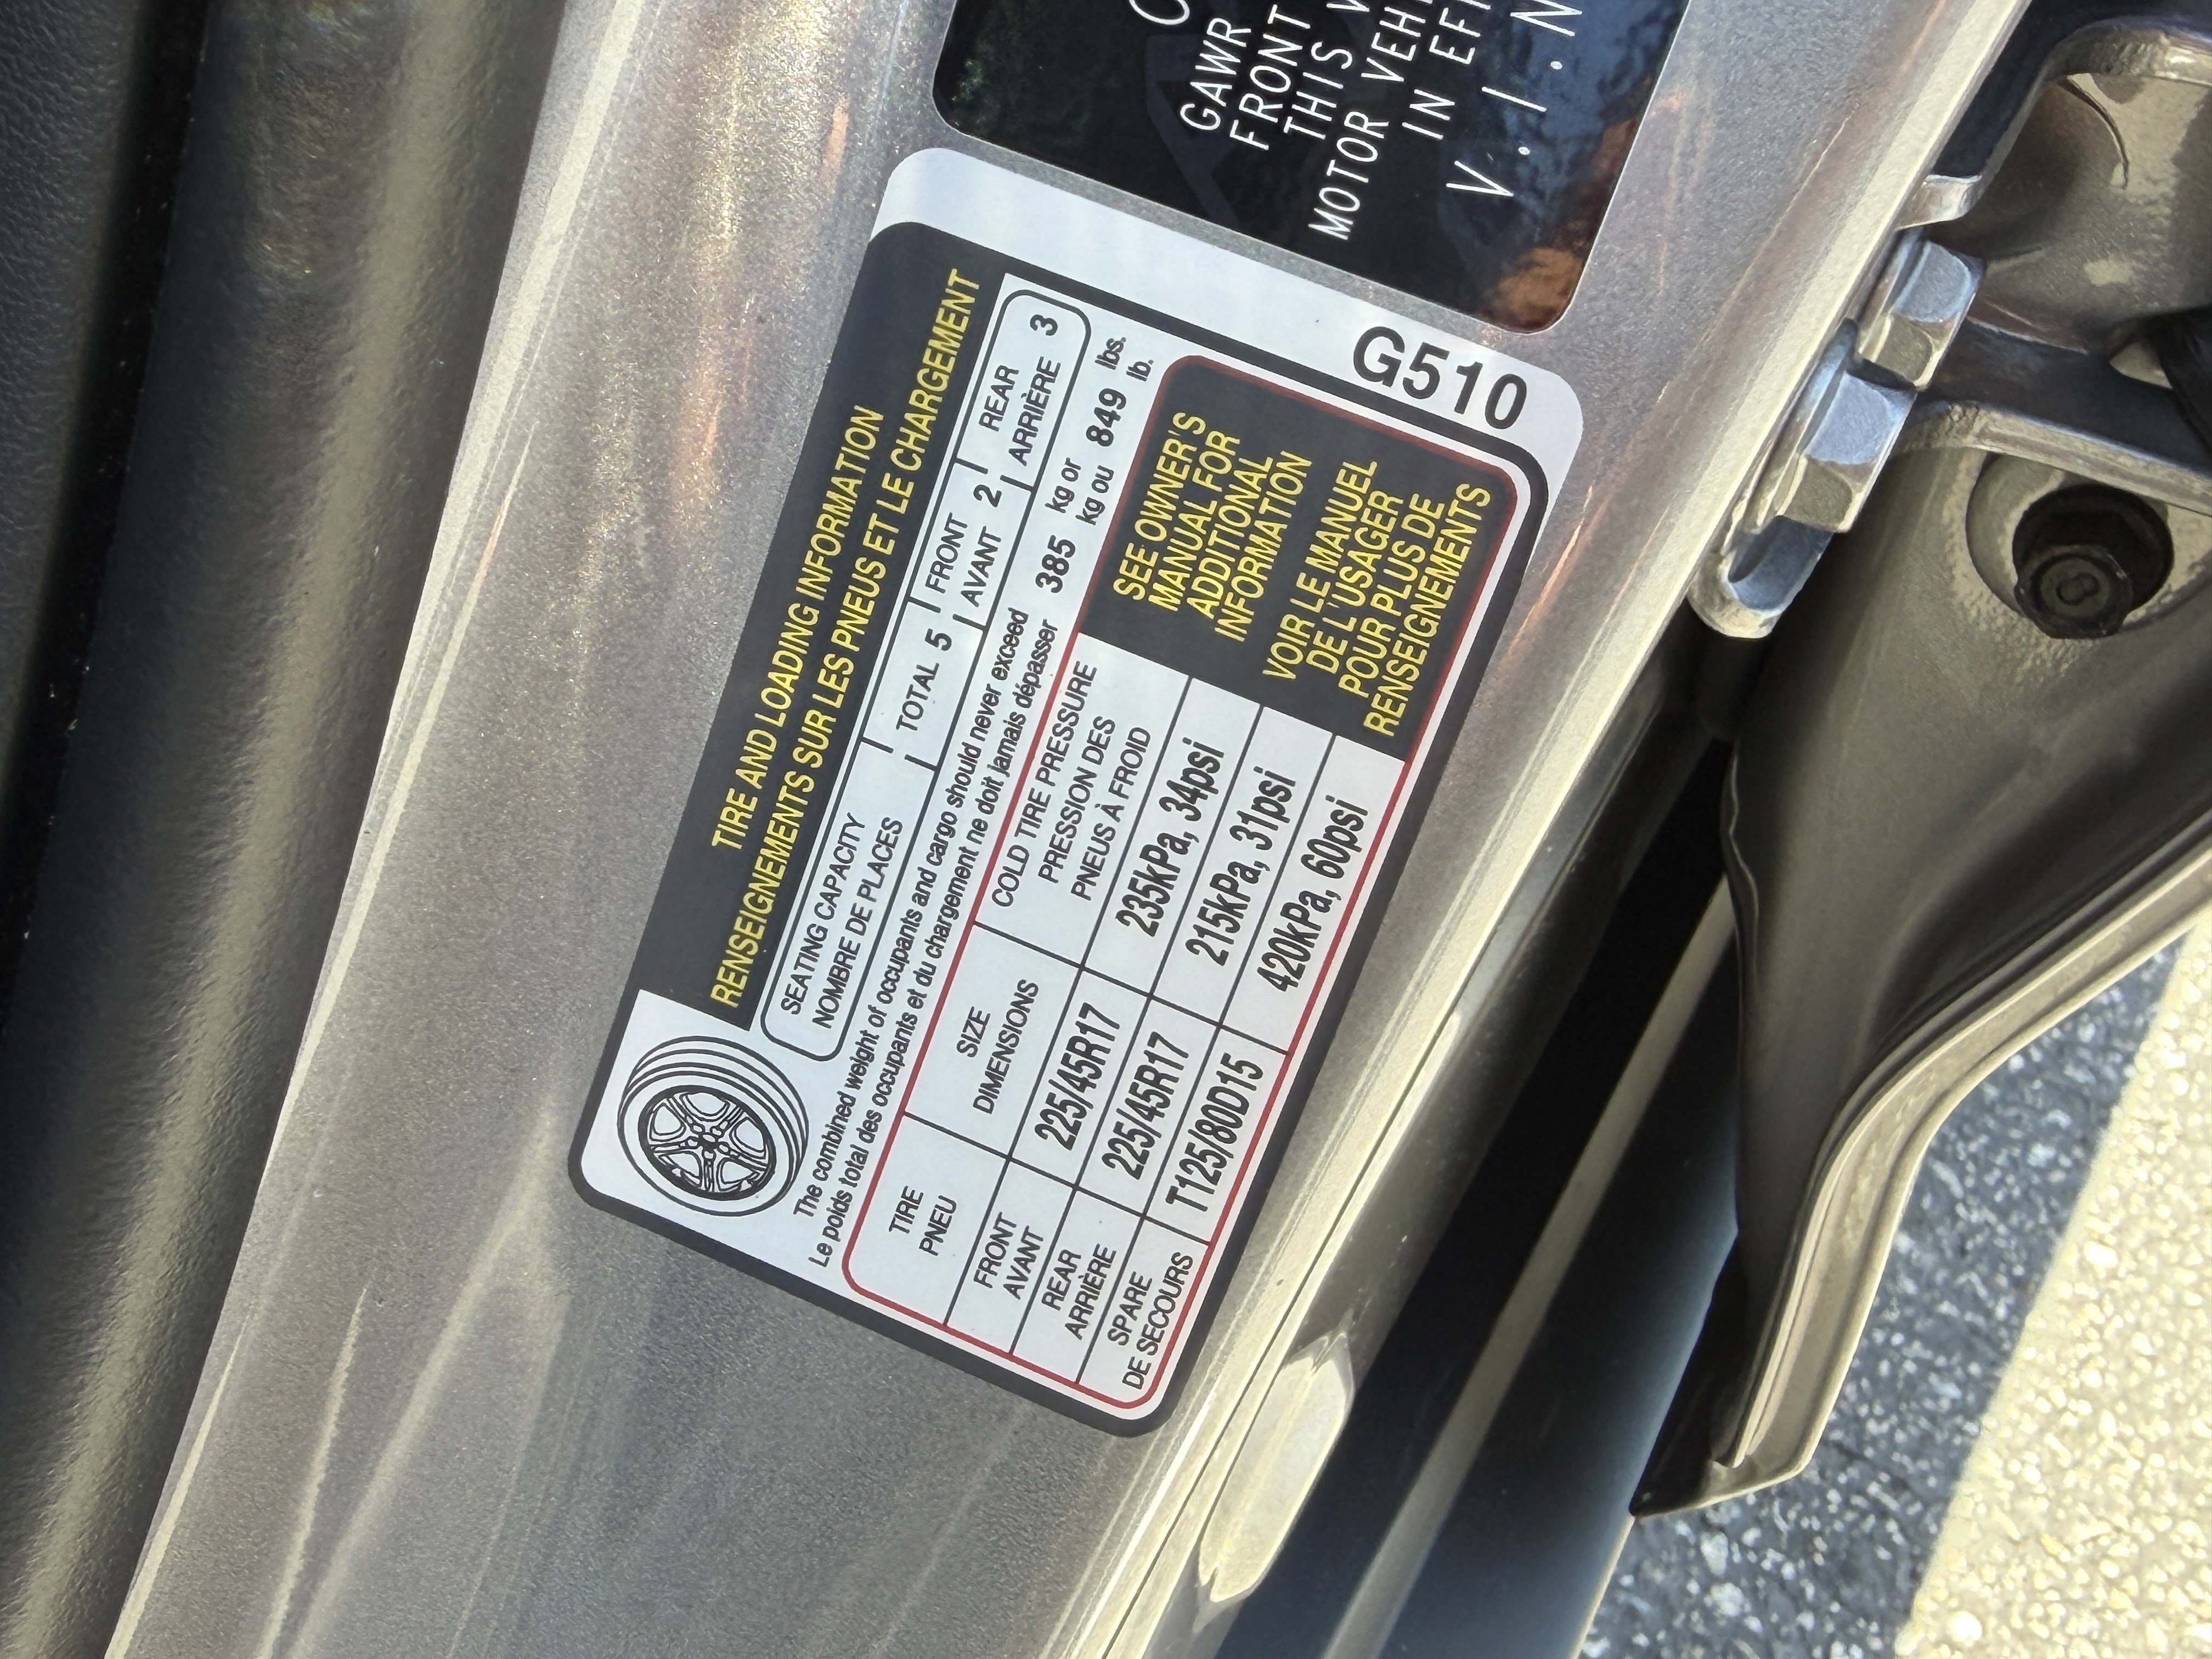 GAWR
FRONT
THIS
MOTOR VEHI
IN EF
V.I.N
TIRE AND LOADING INFORMATION
RENSEIGNEMENTS SUR LES PNEUS ET LE CHARGEMENT
SEATING CAPACITY
NOMBRE DE PLACES
TOTAL 5
FRONT
AVANT 2
REAR
ARRIÈRE 3
The combined weight of occupants and cargo should never exceed 385 kg or 849 lbs.
Le poids total des occupants et du chargement ne doit jamais dépasser kg ou lb.
TIRE
PNEU
SIZE
DIMENSIONS
COLD TIRE PRESSURE
PRESSION DES
PNEUS À FROID
FRONT
AVANT
225/45R17
235kPa, 34psi
REAR
ARRIÈRE
225/45R17
215kPa, 31psi
SPARE
DE SECOURS
T125/80D15
420kPa, 60psi
SEE OWNER'S
MANUAL FOR
ADDITIONAL
INFORMATION
VOIR LE MANUEL
DE L'USAGER
POUR PLUS DE
RENSEIGNEMENTS
G510